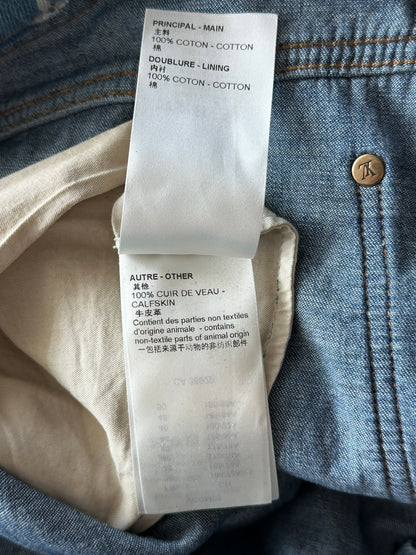 PRINCIPAL - MAIN
主料
100% COTON - COTTON
棉
DOUBLURE - LINING
内衬
100% COTON - COTTON
棉
AUTRE - OTHER
其他
100% CUIR DE VEAU -
CALFSKIN
牛皮革
Contient des parties non textiles
d'origine animale - contains
non-textile parts of animal origin
一包括来源于动物的非纺织部件
LV